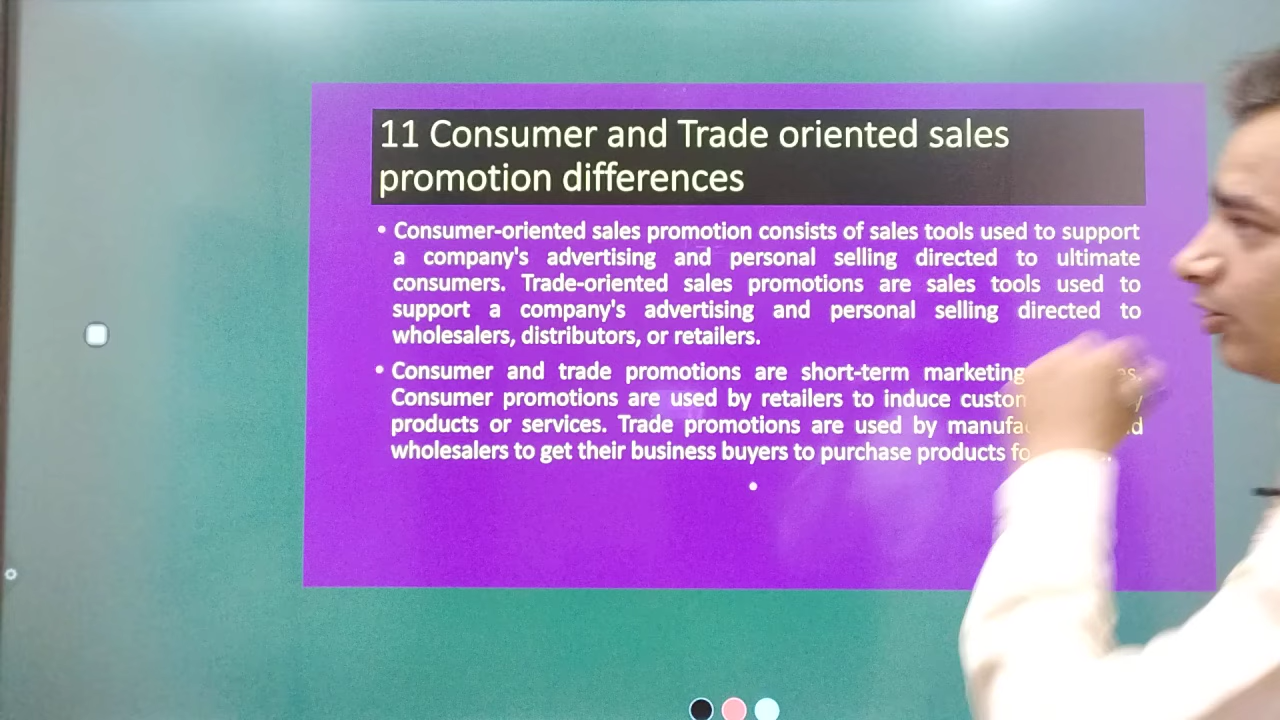 11 Consumer and Trade oriented sales
promotion differences
• Consumer-oriented sales promotion consists of sales tools used to support
a company's advertising and personal selling directed to ultimate
consumers. Trade-oriented sales promotions are sales tools used to
support a company's advertising and personal selling directed to
wholesalers, distributors, or retailers.
• Consumer and trade promotions are short-term marketing
Consumer promotions are used by retailers to induce
products or services. Trade promotions are used by
wholesalers to get their business buyers to purchase products